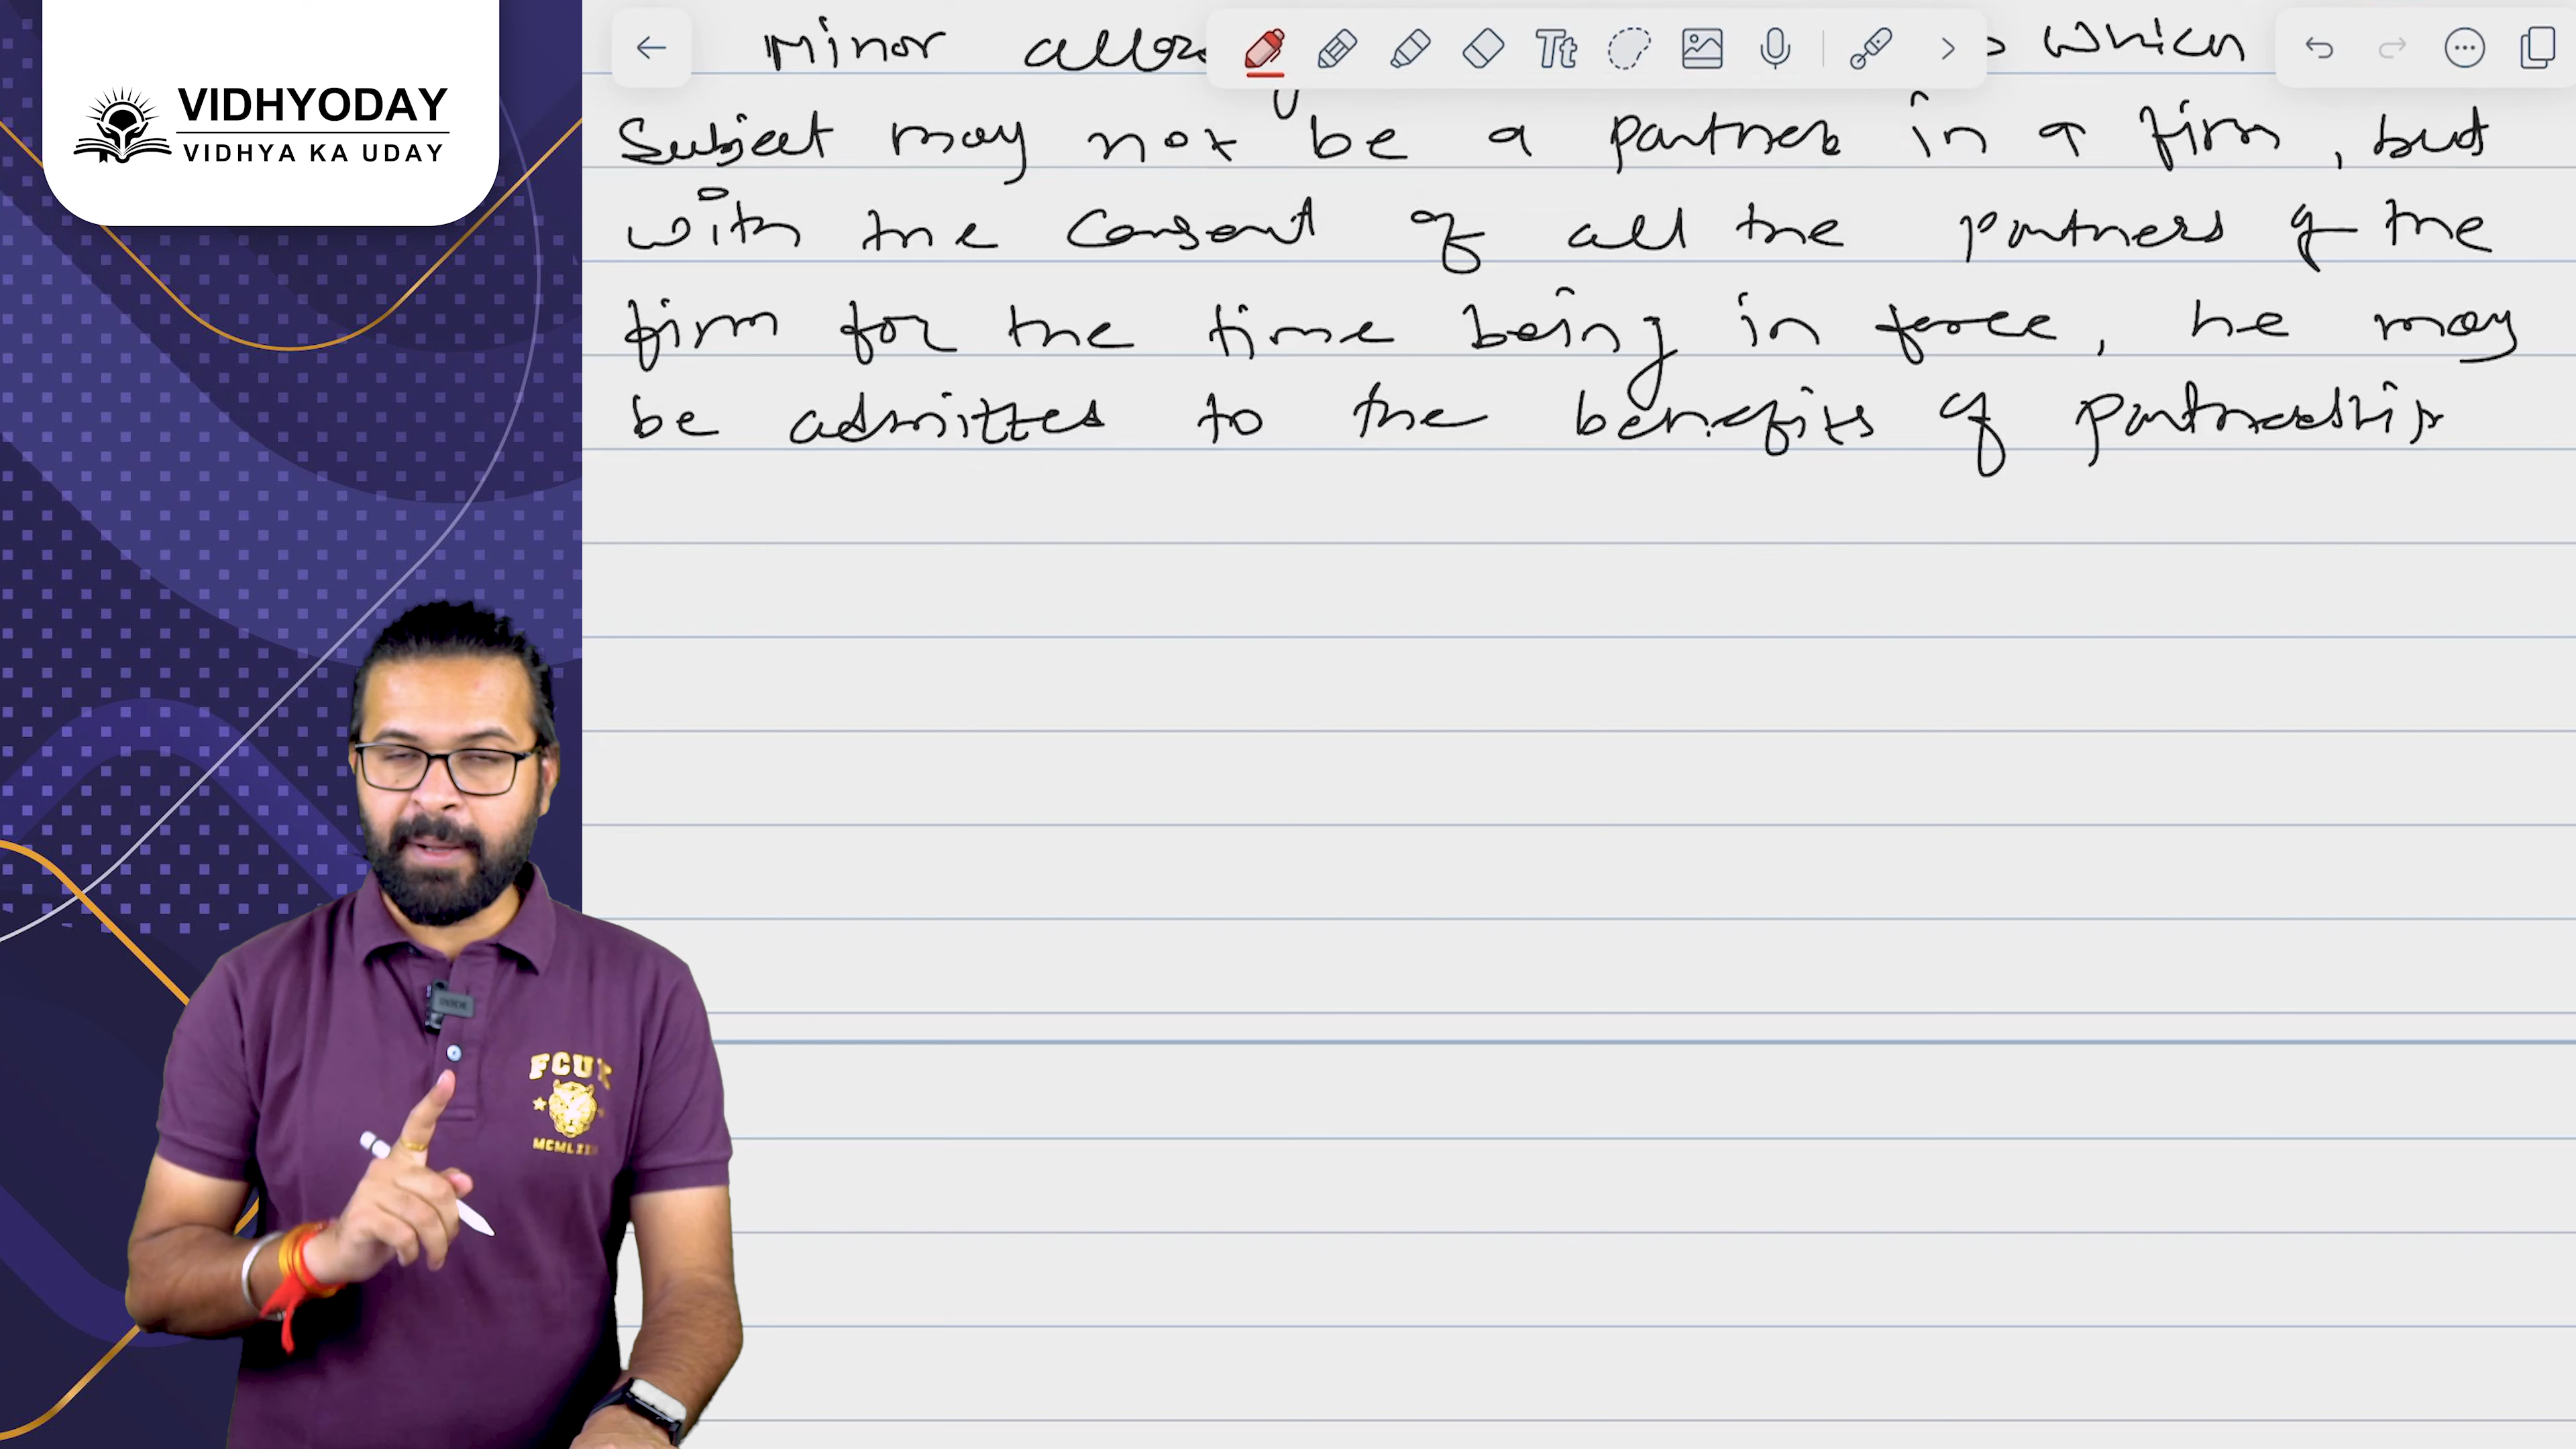 VIDHYODAY
VIDHYA KA UDAY
Minor which
Subject may not be a partner in a firm, but
with the consent of all the partners of the
firm for the time being in force, he may
be admitted to the benefits of partnership
Tt
FCUK